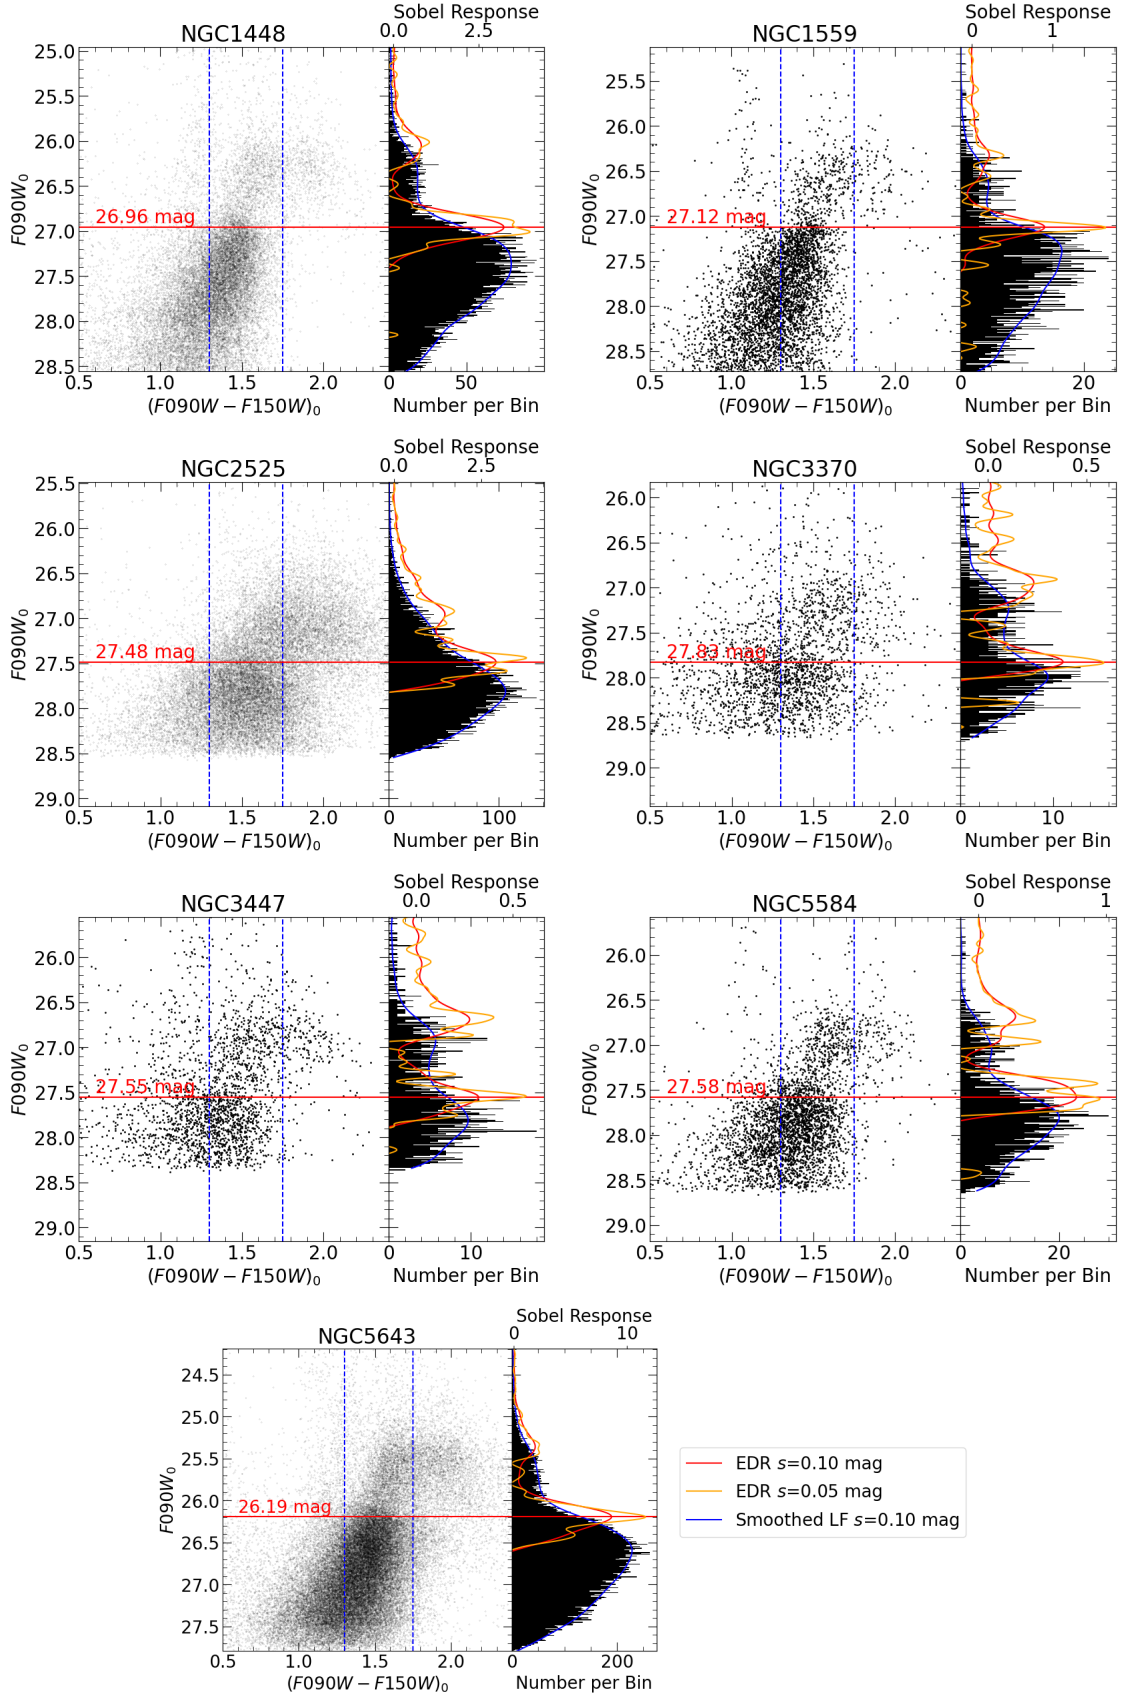 Sobel Response
0.0 2.5
NGC1448
25.0
25.5
26.0
26.5
27.0
27.5
28.0
28.5
F090W₀
26.96 mag
0.5 1.0 1.5 2.0
0 50
(F090W − F150W)₀
Number per Bin
Sobel Response
0 1
NGC1559
25.5
26.0
26.5
27.0
27.5
28.0
28.5
F090W₀
27.12 mag
0.5 1.0 1.5 2.0
0 20
(F090W − F150W)₀
Number per Bin
Sobel Response
0.0 2.5
NGC2525
25.5
26.0
26.5
27.0
27.5
28.0
28.5
29.0
F090W₀
27.48 mag
0.5 1.0 1.5 2.0
0 100
(F090W − F150W)₀
Number per Bin
Sobel Response
0.0 0.5
NGC3370
26.0
26.5
27.0
27.5
28.0
28.5
29.0
F090W₀
27.83 mag
0.5 1.0 1.5 2.0
0 10
(F090W − F150W)₀
Number per Bin
Sobel Response
0.0 0.5
NGC3447
26.0
26.5
27.0
27.5
28.0
28.5
29.0
F090W₀
27.55 mag
0.5 1.0 1.5 2.0
0 10
(F090W − F150W)₀
Number per Bin
Sobel Response
0 1
NGC5584
26.0
26.5
27.0
27.5
28.0
28.5
29.0
F090W₀
27.58 mag
0.5 1.0 1.5 2.0
0 20
(F090W − F150W)₀
Number per Bin
Sobel Response
0 10
NGC5643
24.5
25.0
25.5
26.0
26.5
27.0
27.5
F090W₀
26.19 mag
0.5 1.0 1.5 2.0
0 200
(F090W − F150W)₀
Number per Bin
EDR s=0.10 mag
EDR s=0.05 mag
Smoothed LF s=0.10 mag